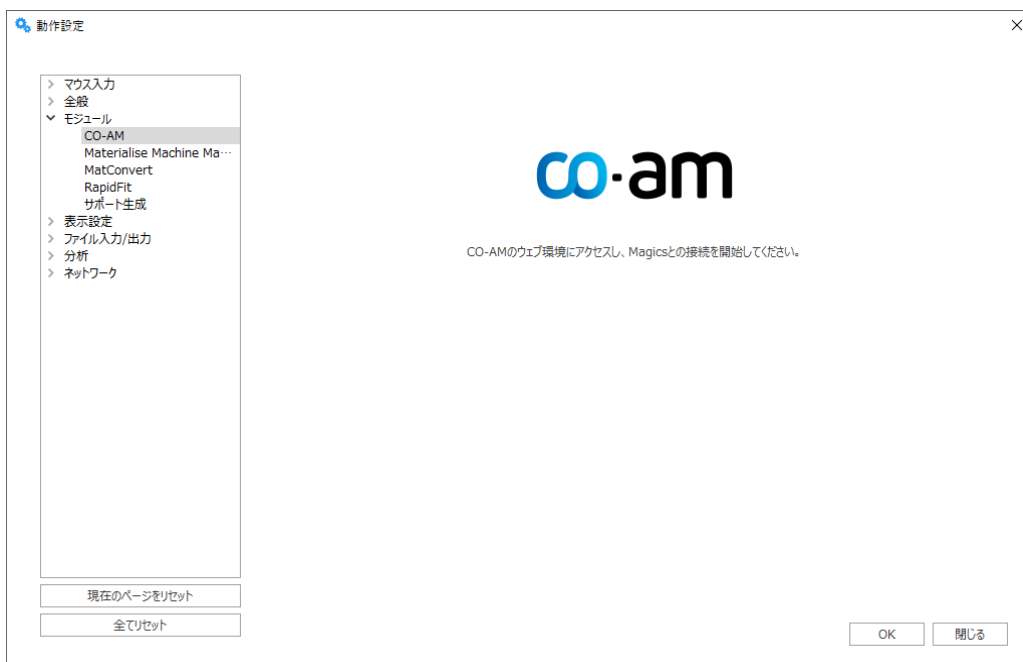 動作設定
マウス入力
全般
モジュール
CO-AM
Materialise Machine Ma…
MatConvert
RapidFit
サポート生成
表示設定
ファイル入力/出力
分析
ネットワーク
co-am
CO-AMのウェブ環境にアクセスし、Magicsとの接続を開始してください。
現在のページをリセット
全てリセット
OK
閉じる